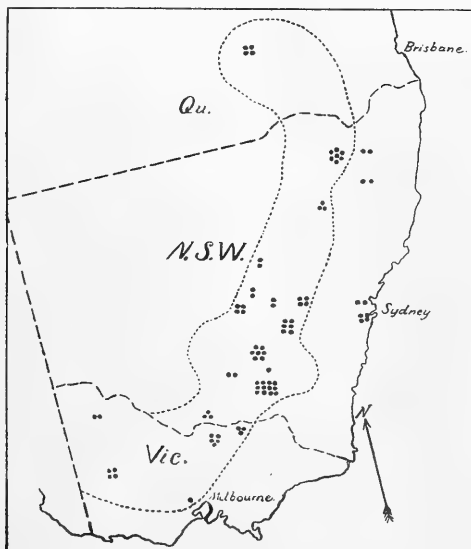 Brisbane.
Qu.
N.S.W.
Sydney
N
Vic.
Melbourne.